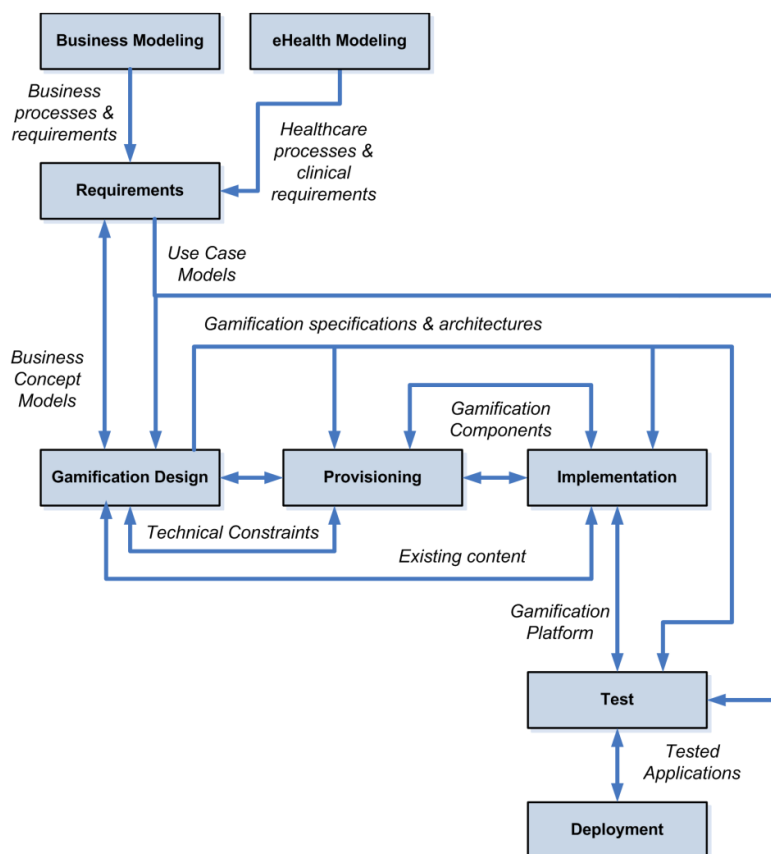 Business Modeling
eHealth Modeling
Business
processes &
requirements
Healthcare
processes &
clinical
requirements
Requirements
Use Case
Models
Gamification specifications & architectures
Business
Concept
Models
Gamification
Components
Gamification Design
Provisioning
Implementation
Technical Constraints
Existing content
Gamification
Platform
Test
Tested
Applications
Deployment